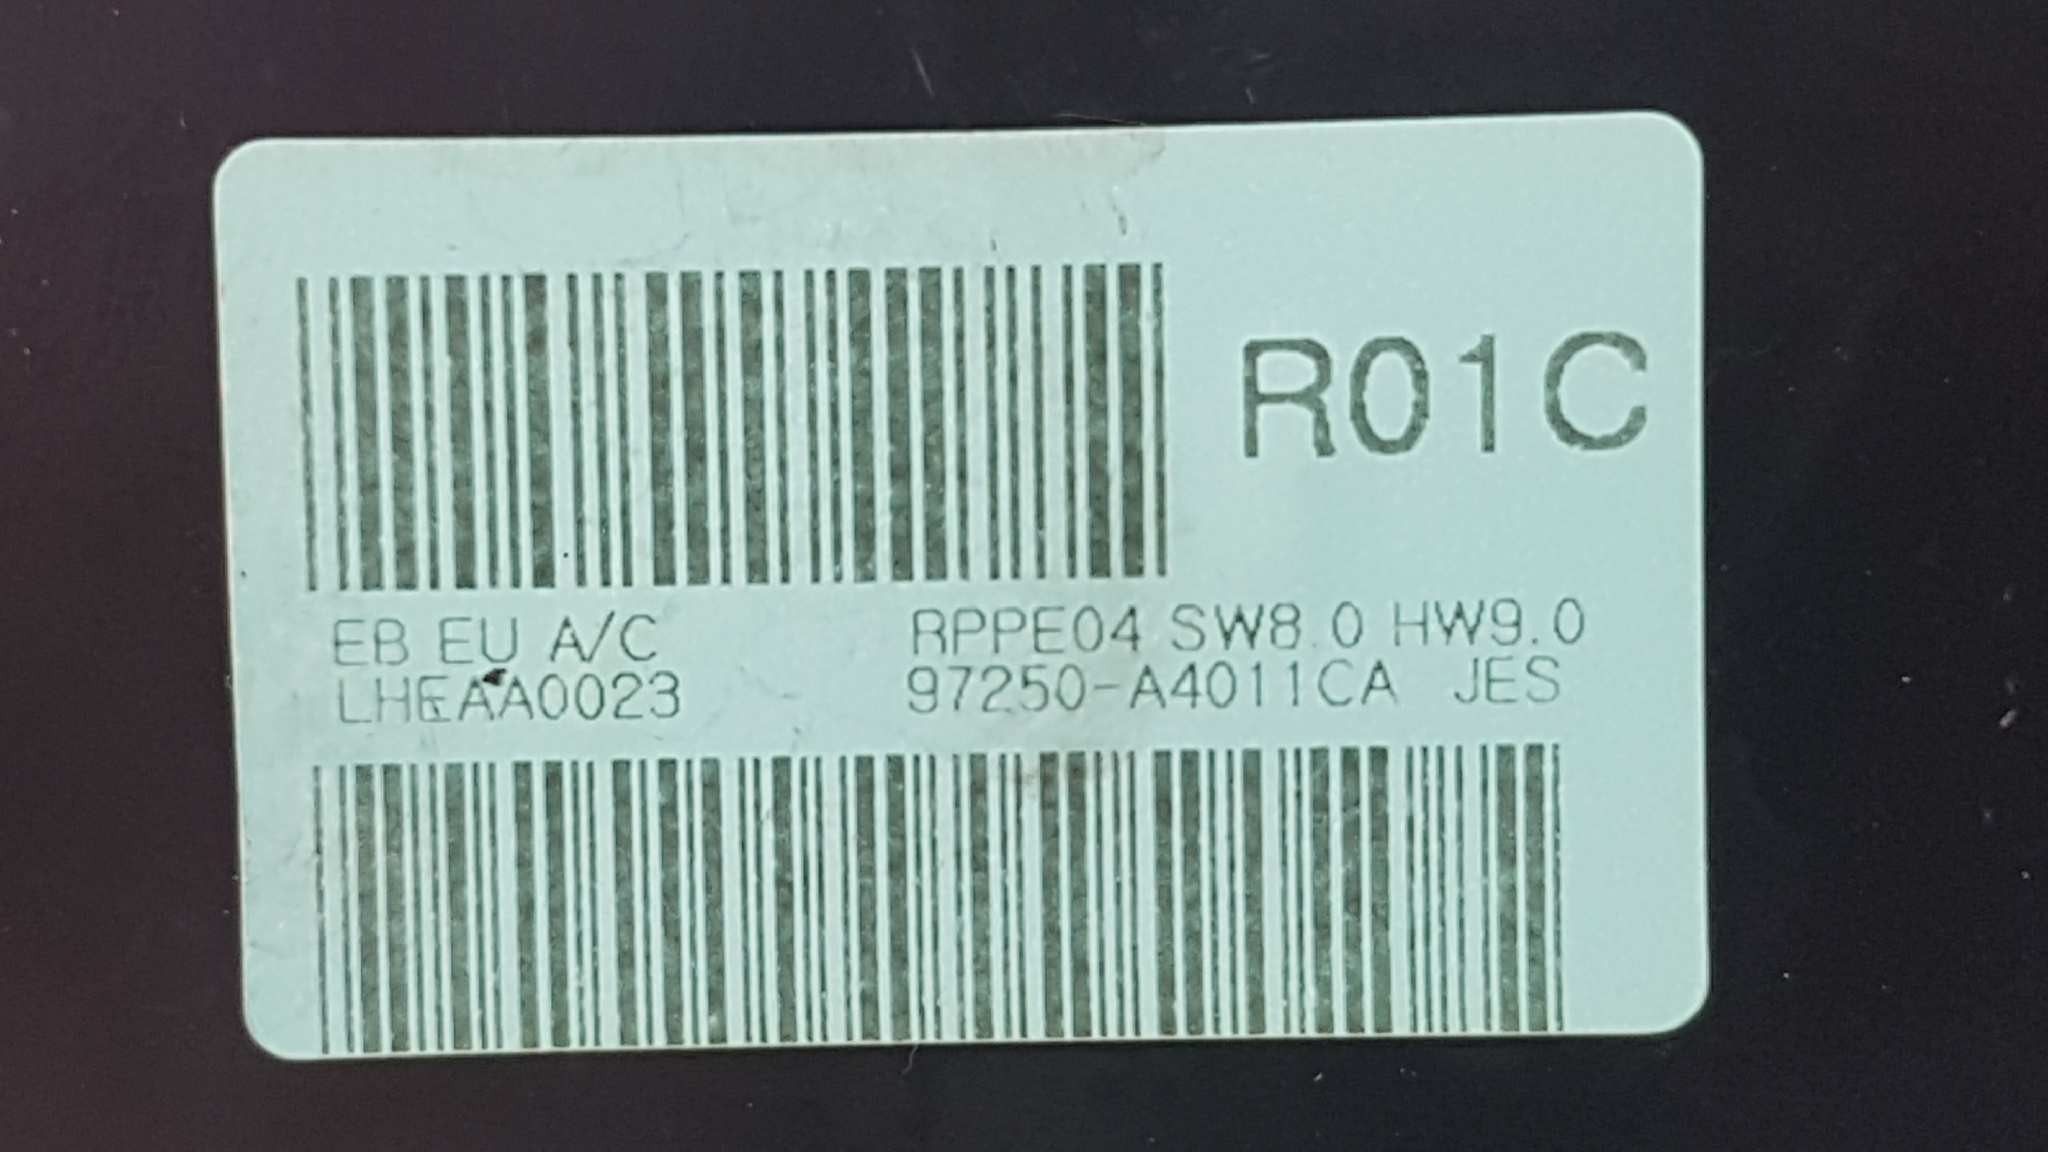 R01C
EB EU A/C RPPE04 SW8.0 HW9.0
LHEAA0023 97250-A4011CA JES